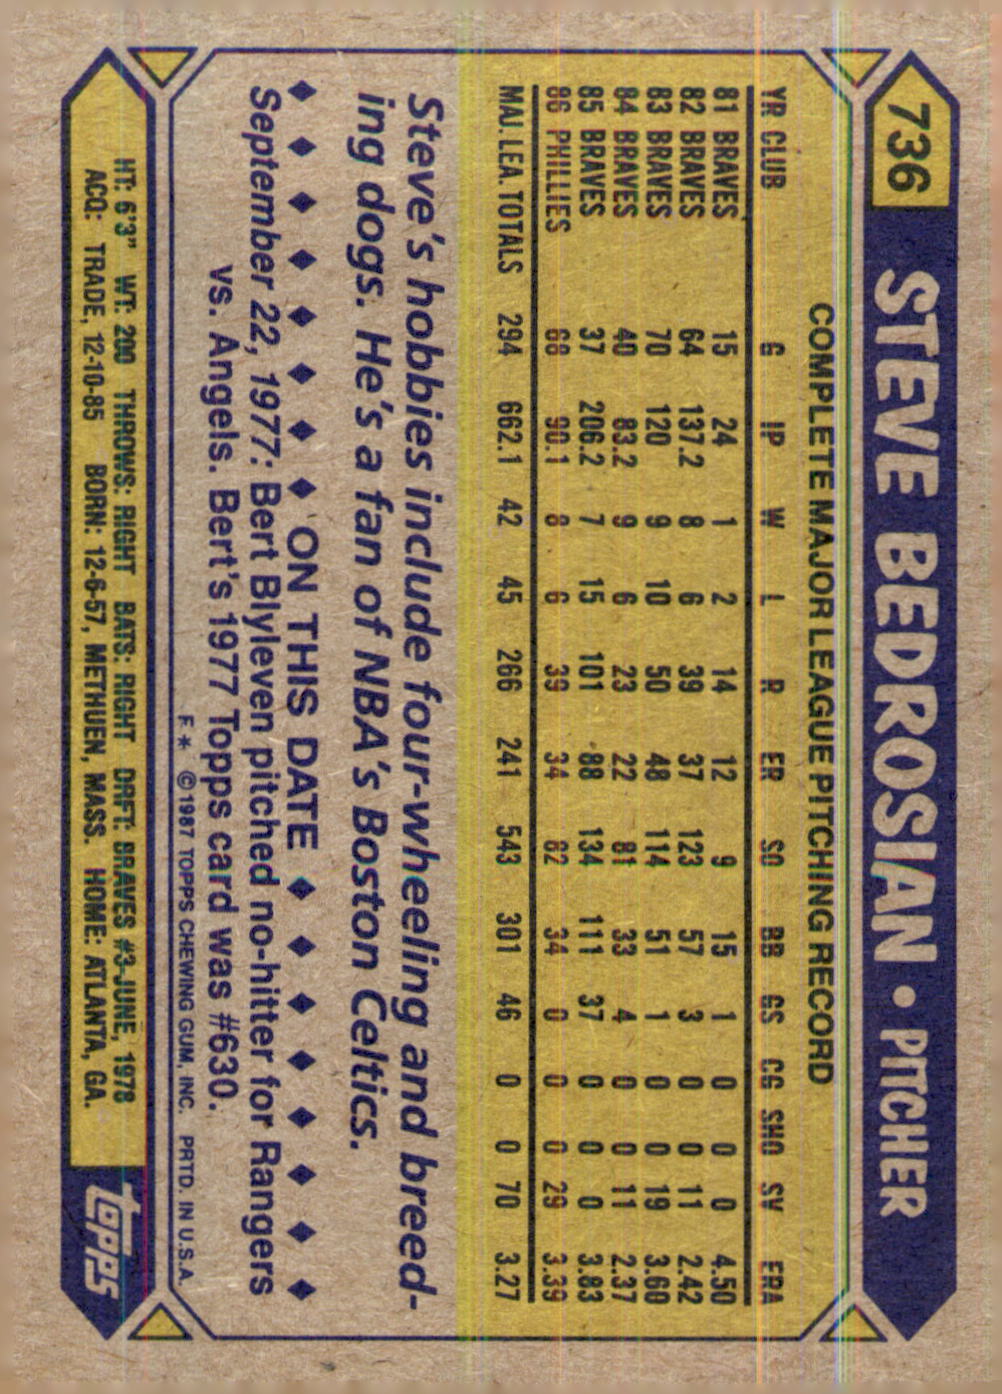 736 STEVE BEDROSIAN • PITCHER
COMPLETE MAJOR LEAGUE PITCHING RECORD
YR CLUB G IP W L R ER SO BB GS CG SHO SV ERA
81 BRAVES 15 24 1 2 14 12 9 15 1 0 0 0 4.50
82 BRAVES 64 137.2 8 6 39 37 123 57 3 0 0 11 2.42
83 BRAVES 70 120 9 10 50 48 114 51 1 0 0 19 3.60
84 BRAVES 40 83.2 9 6 23 22 81 33 4 0 0 11 2.37
85 BRAVES 37 206.2 7 15 101 88 134 111 37 0 0 0 3.83
86 PHILLIES 68 90.1 8 6 39 34 82 34 0 0 0 29 3.39
MAJ. LEA. TOTALS 294 662.1 42 45 266 241 543 301 46 0 0 70 3.27
Steve's hobbies include four-wheeling and breed-
ing dogs. He's a fan of NBA's Boston Celtics.
ON THIS DATE
September 22, 1977: Bert Blyleven pitched no-hitter for Rangers
vs. Angels. Bert's 1977 Topps card was #630.
F.* ©1987 TOPPS CHEWING GUM, INC. PRTD. IN U.S.A.
HT: 6'3" WT: 200 THROWS: RIGHT BATS: RIGHT DRFT: BRAVES #3-JUNE, 1978
ACQ: TRADE, 12-10-85 BORN: 12-6-57, METHUEN, MASS. HOME: ATLANTA, GA.
topps